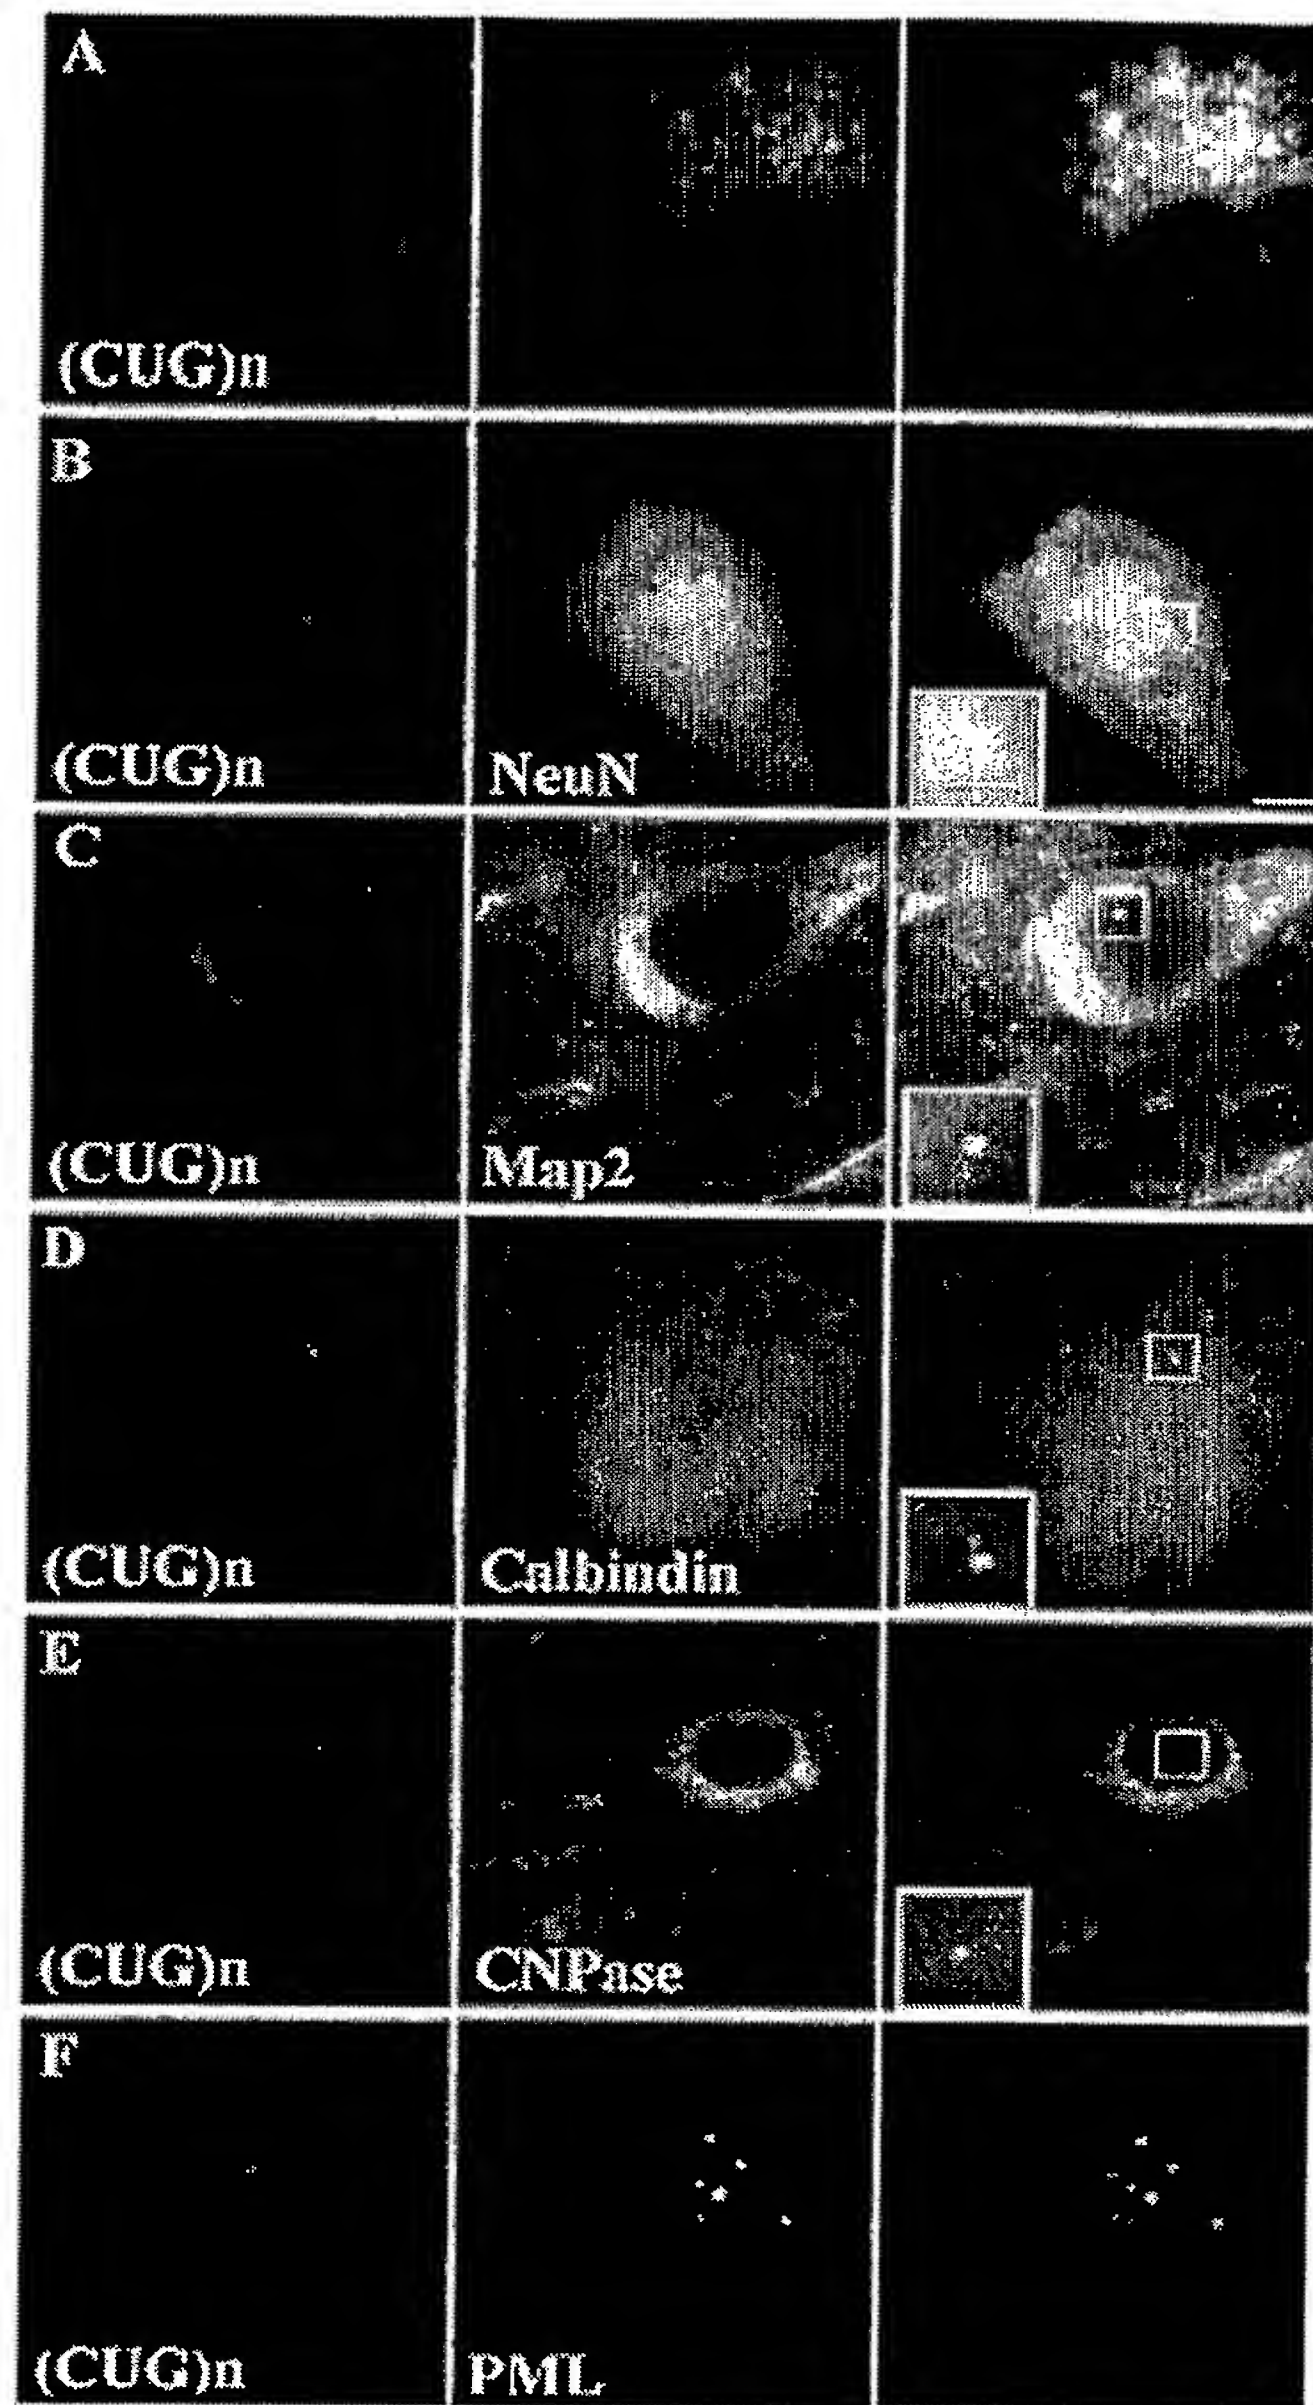 A
(CUG)n
B
(CUG)n NeuN
C
(CUG)n Map2
D
(CUG)n Calbindin
E
(CUG)n CNPase
F
(CUG)n PML